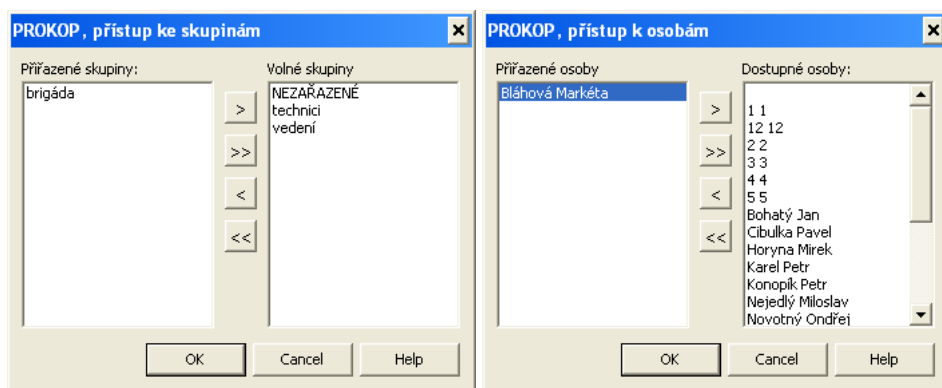 PROKOP, přístup ke skupinám
Přiřazené skupiny:
Volné skupiny
brigáda
NEZAŘAZENÉ
technici
vedení
>
>>
<
<<
OK
Cancel
Help
PROKOP, přístup k osobám
Přiřazené osoby
Dostupné osoby:
Bláhová Markéta
1 1
12 12
2 2
3 3
4 4
5 5
Bohatý Jan
Cibulka Pavel
Horyna Mirek
Karel Petr
Konopík Petr
Nejedlý Miloslav
Novotný Ondřej
>
>>
<
<<
OK
Cancel
Help